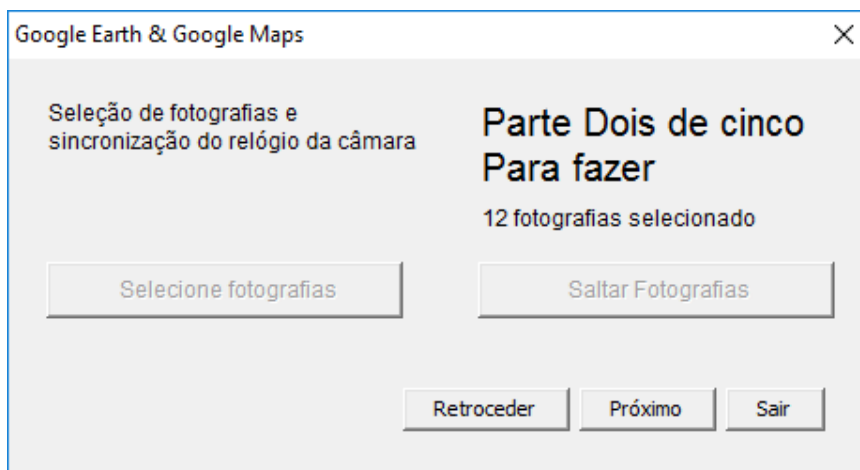 Google Earth & Google Maps
Seleção de fotografias e
sincronização do relógio da câmara
Parte Dois de cinco
Para fazer
12 fotografias selecionado
Selecione fotografias
Saltar Fotografias
Retroceder
Próximo
Sair